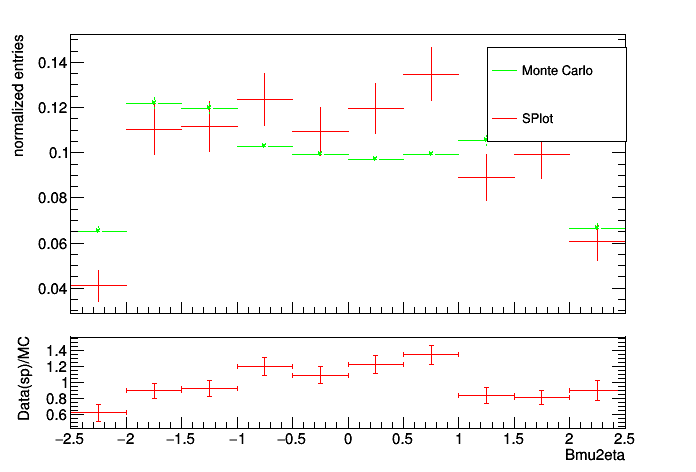 normalized entries
0.14
0.12
0.1
0.08
0.06
0.04
Monte Carlo
SPlot
Data(sp)/MC
1.4
1.2
1
0.8
0.6
−2.5 −2 −1.5 −1 −0.5 0 0.5 1 1.5 2 2.5
Bmu2eta